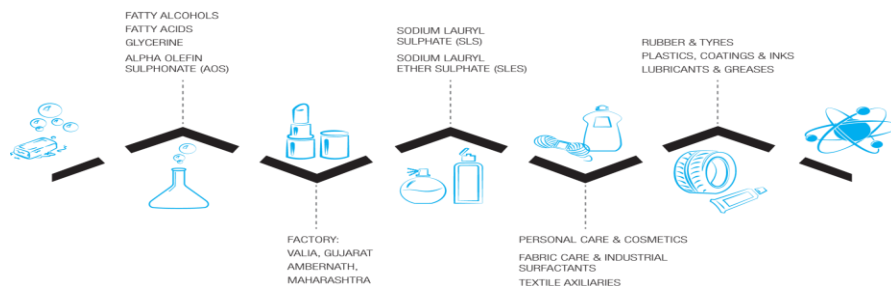 FATTY ALCOHOLS
FATTY ACIDS
GLYCERINE
ALPHA OLEFIN
SULPHONATE (AOS)
SODIUM LAURYL
SULPHATE (SLS)
SODIUM LAURYL
ETHER SULPHATE (SLES)
RUBBER & TYRES
PLASTICS, COATINGS & INKS
LUBRICANTS & GREASES
FACTORY:
VALIA, GUJARAT
AMBERNATH,
MAHARASHTRA
PERSONAL CARE & COSMETICS
FABRIC CARE & INDUSTRIAL
SURFACTANTS
TEXTILE AXILIARIES